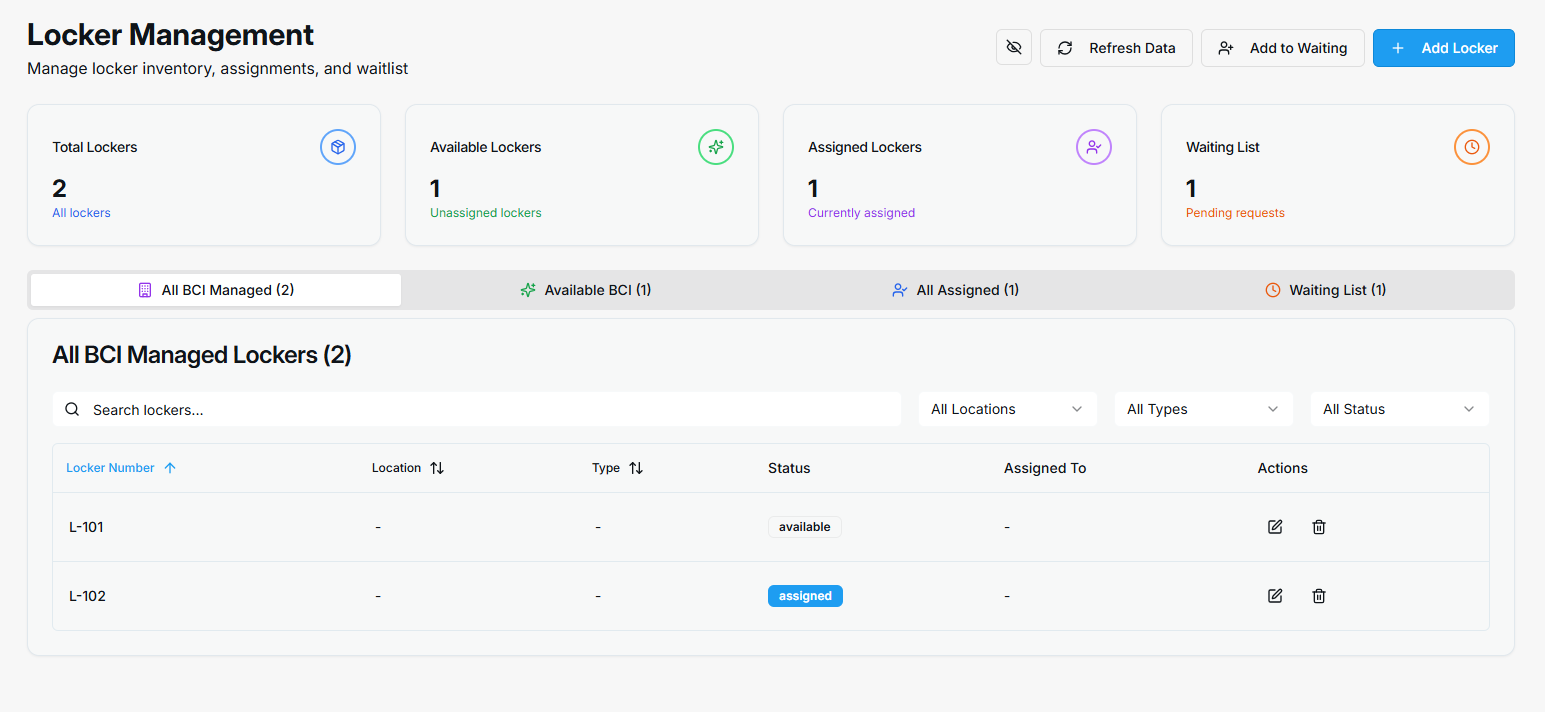 Locker Management
Manage locker inventory, assignments, and waitlist
Refresh Data
Add to Waiting
Add Locker
Total Lockers
2
All lockers
Available Lockers
1
Unassigned lockers
Assigned Lockers
1
Currently assigned
Waiting List
1
Pending requests
All BCI Managed (2)
Available BCI (1)
All Assigned (1)
Waiting List (1)
All BCI Managed Lockers (2)
Search lockers...
All Locations
All Types
All Status
Locker Number Location Type Status Assigned To Actions
L-101 - - available -
L-102 - - assigned -